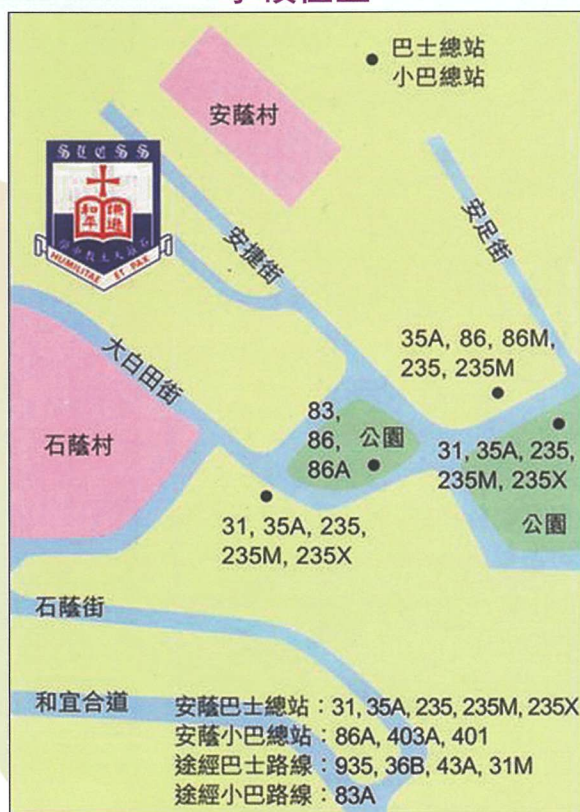 巴士總站
小巴總站
安蔭村
SLCSS
和平
HUMILITAE ET PAX
安捷街
安足街
大白田街
35A, 86, 86M,
235, 235M
石蔭村
83,
86,
86A
公園
31, 35A, 235,
235M, 235X
公園
31, 35A, 235,
235M, 235X
石蔭街
和宜合道
安蔭巴士總站：31, 35A, 235, 235M, 235X
安蔭小巴總站：86A, 403A, 401
途經巴士路線：935, 36B, 43A, 31M
途經小巴路線：83A